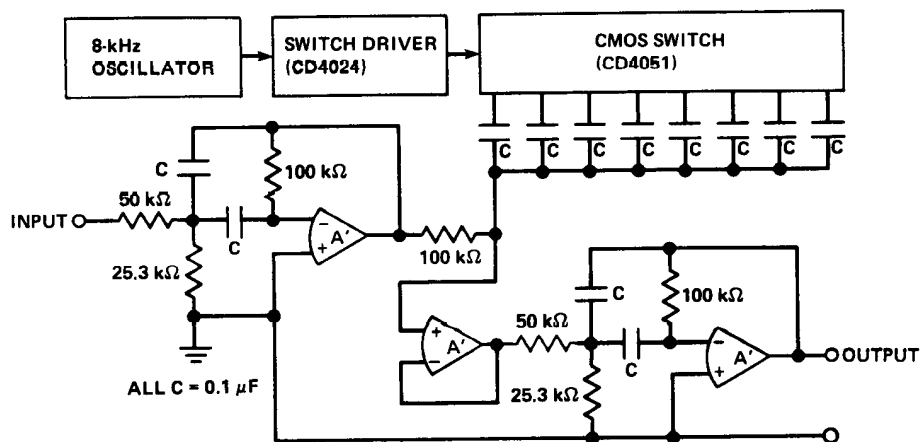 8-kHz
OSCILLATOR
SWITCH DRIVER
(CD4024)
CMOS SWITCH
(CD4051)
C C C C C C C C
C
100 kΩ
50 kΩ
INPUT
C
−
+
A'
25.3 kΩ
100 kΩ
+
−
A'
50 kΩ
C
100 kΩ
C
−
+
A'
OUTPUT
25.3 kΩ
ALL C = 0.1 μF